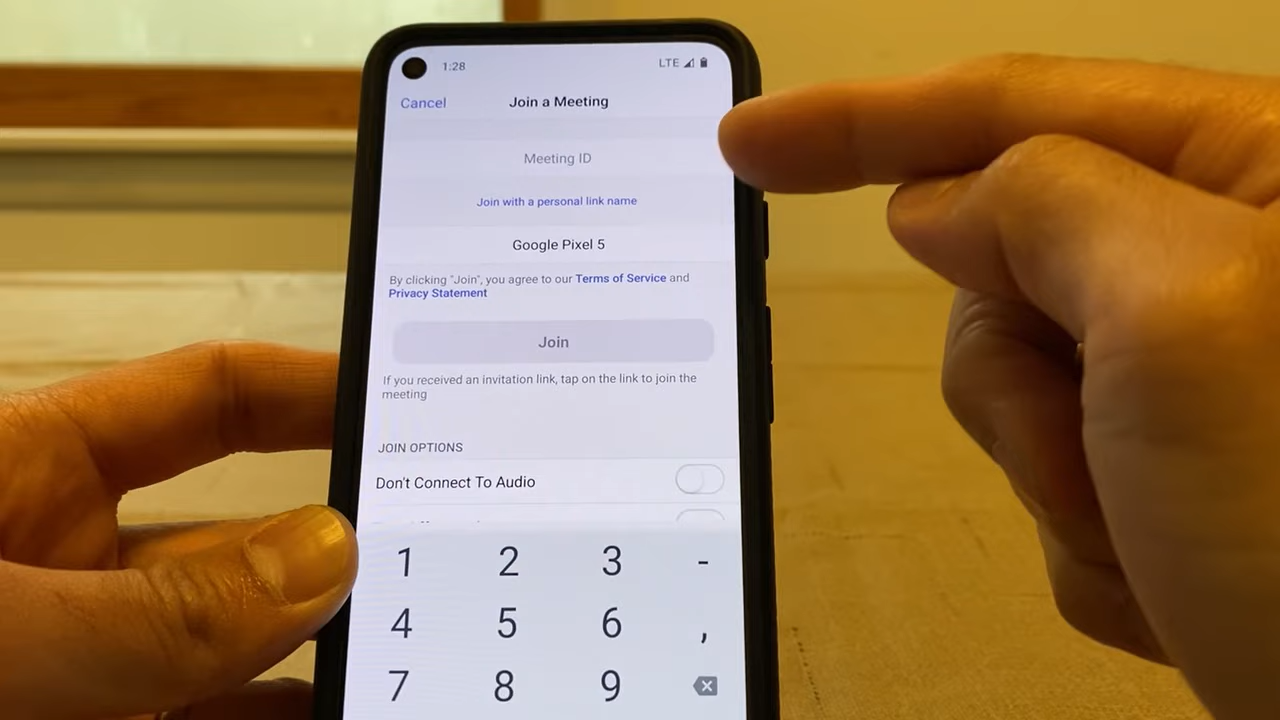 1:28
LTE
Cancel
Join a Meeting
Meeting ID
Join with a personal link name
Google Pixel 5
By clicking "Join", you agree to our Terms of Service and
Privacy Statement
Join
If you received an invitation link, tap on the link to join the
meeting
JOIN OPTIONS
Don't Connect To Audio
1 2 3 -
4 5 6 ,
7 8 9